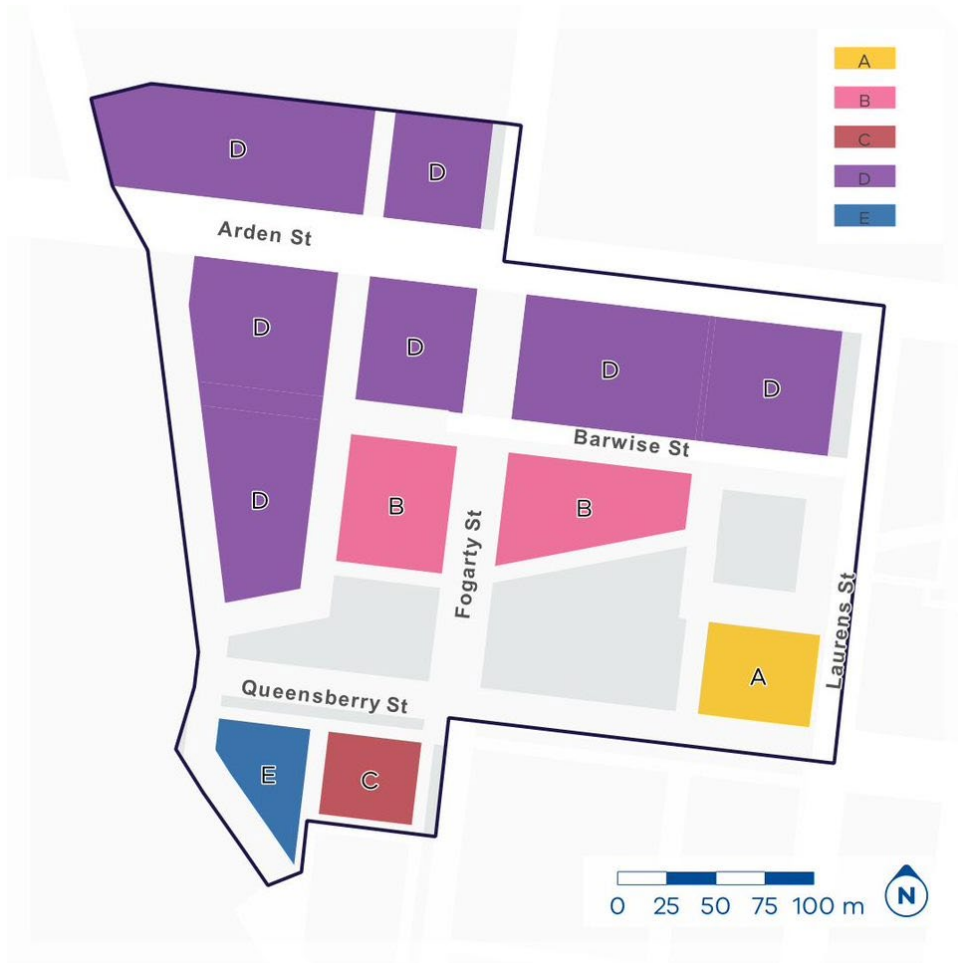 A
B
C
D
E
D
D
Arden St
D
D
D
D
Barwise St
D
B
B
Fogarty St
Laurens St
A
Queensberry St
E
C
0 25 50 75 100 m
N